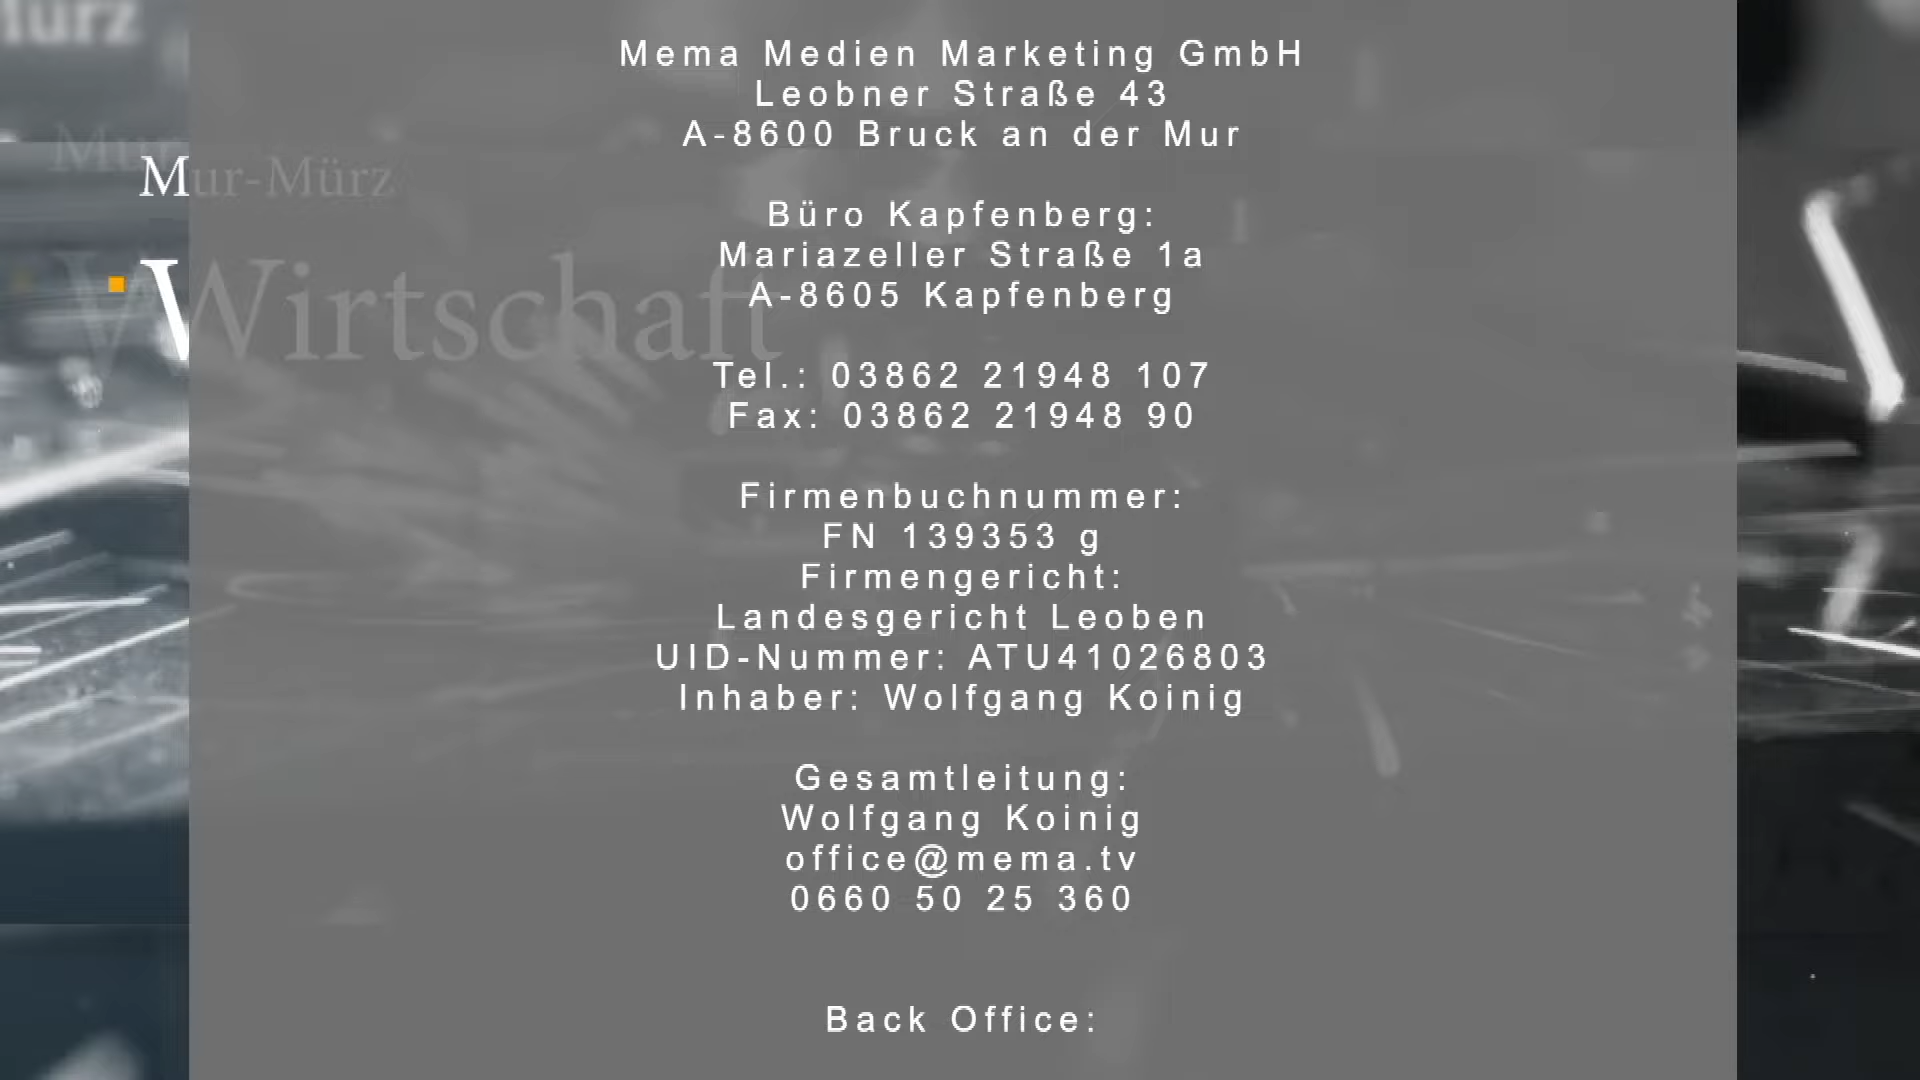 Mürz
Mema Medien Marketing GmbH
Leobner Straße 43
A-8600 Bruck an der Mur
Mur-Mürz
Büro Kapfenberg:
Mariazeller Straße 1a
A-8605 Kapfenberg
Wirtschaft
Tel.: 03862 21948 107
Fax: 03862 21948 90
Firmenbuchnummer:
FN 139353 g
Firmengericht:
Landesgericht Leoben
UID-Nummer: ATU41026803
Inhaber: Wolfgang Koinig
Gesamtleitung:
Wolfgang Koinig
office@mema.tv
0660 50 25 360
Back Office: